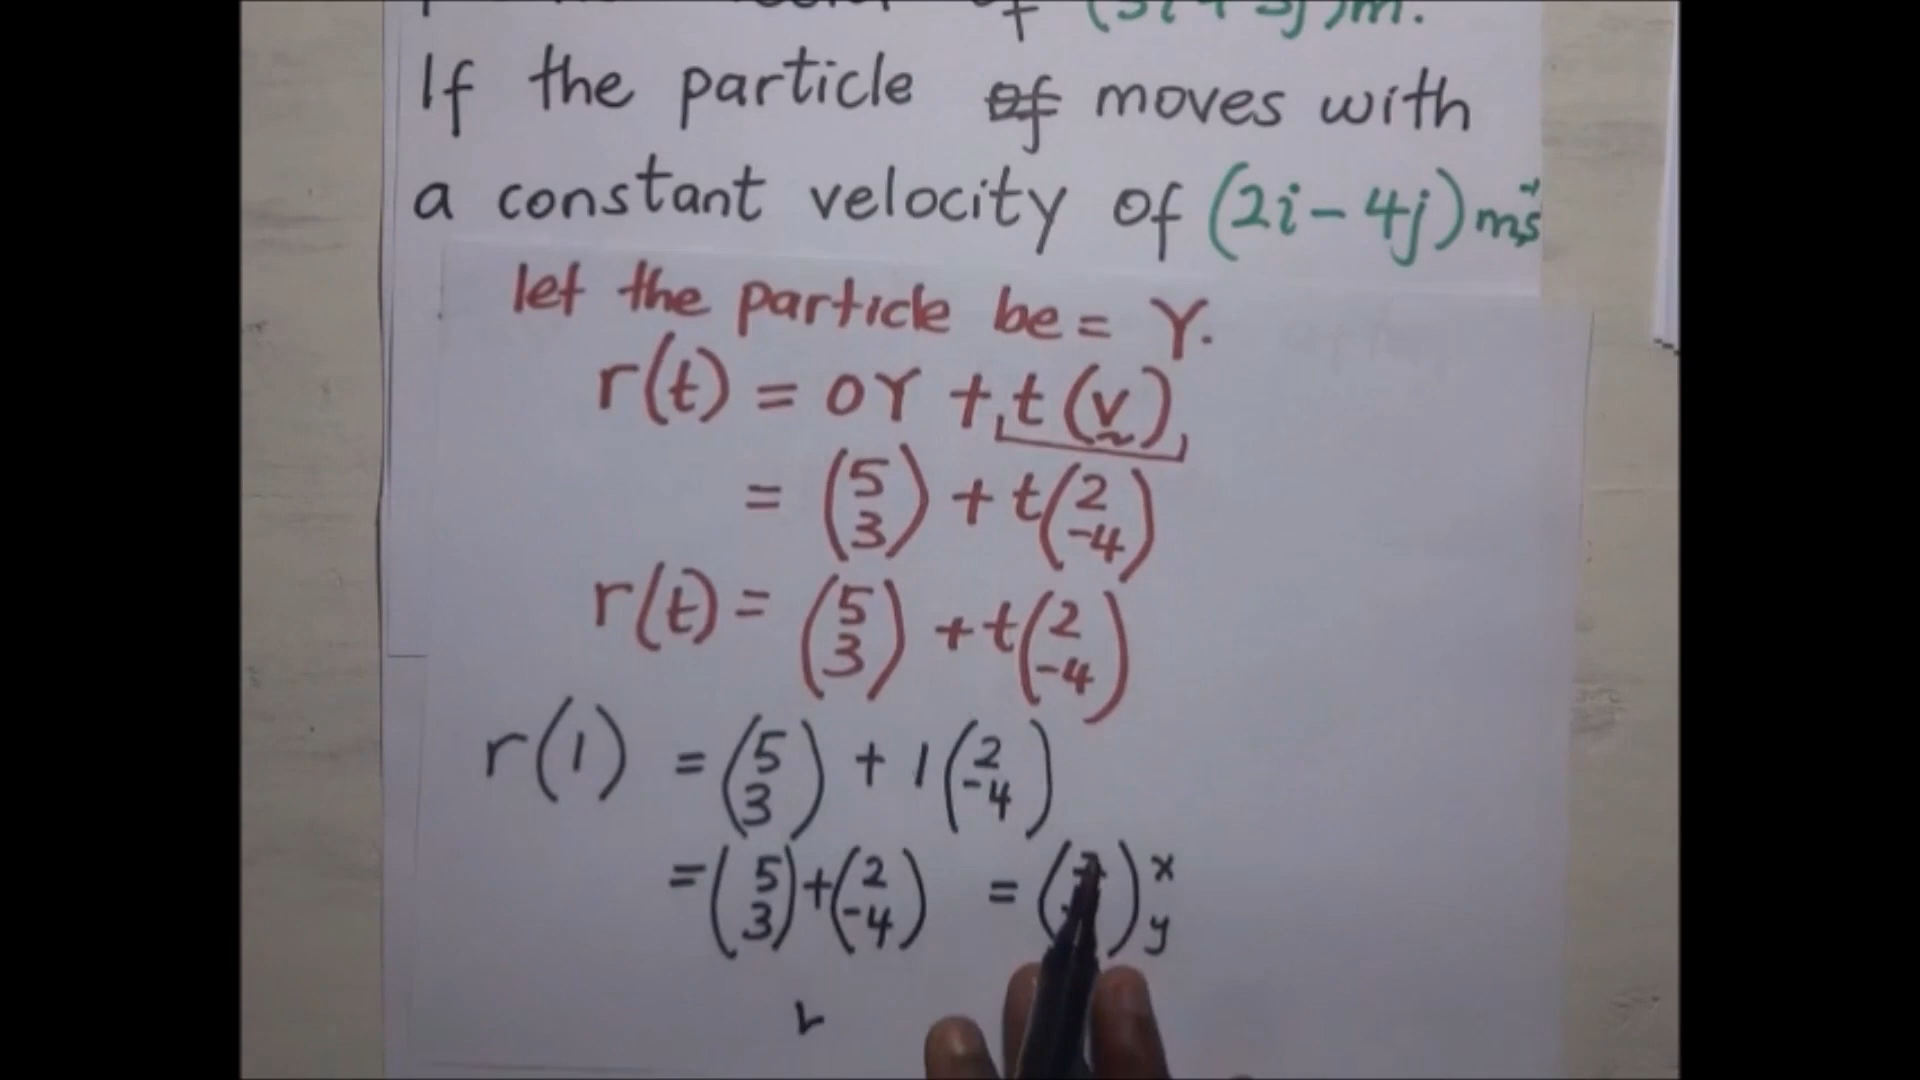 If the particle of moves with
a constant velocity of (2i - 4j) ms⁻¹
let the particle be = Y.
r(t) = OY + t(v)
= (5 3) + t(2 -4)
r(t) = (5 3) + t(2 -4)
r(1) = (5 3) + 1(2 -4)
= (5 3) + (2 -4) = ( ) x y
r